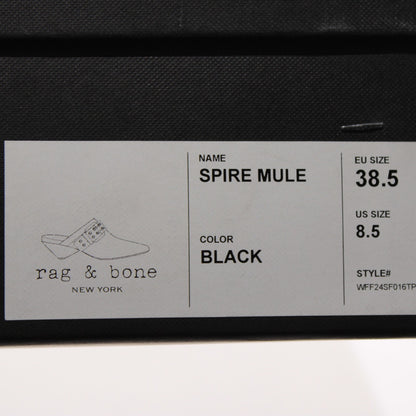 rag & bone
NEW YORK
NAME
SPIRE MULE
COLOR
BLACK
EU SIZE
38.5
US SIZE
8.5
STYLE#
WFF24SF016TP